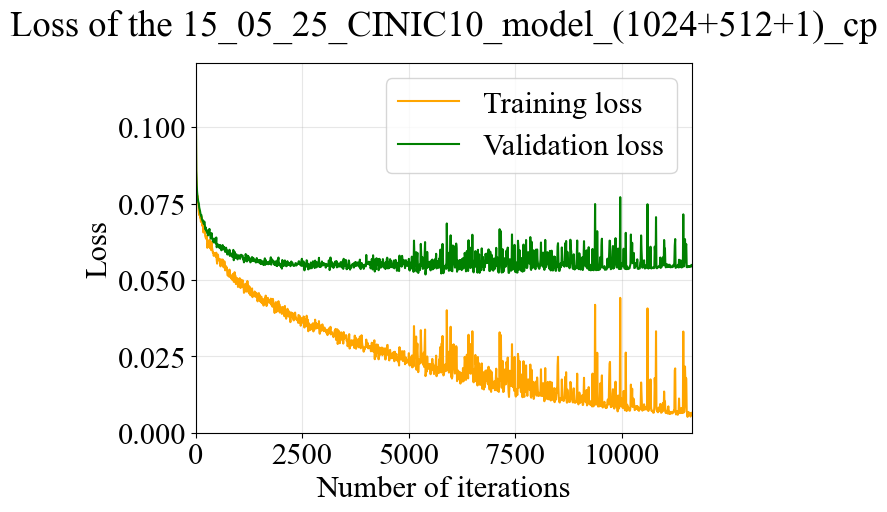 Loss of the 15_05_25_CINIC10_model_(1024+512+1)_cp
Training loss
Validation loss
0.100
0.075
0.050
0.025
0.000
Loss
0 2500 5000 7500 10000
Number of iterations